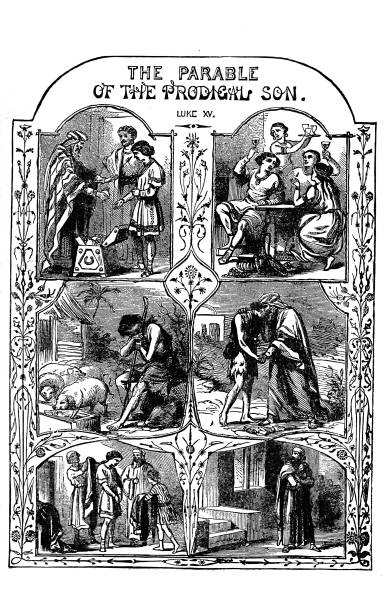 THE PARABLE
OF THE PRODIGAL SON.
LUKE XV.